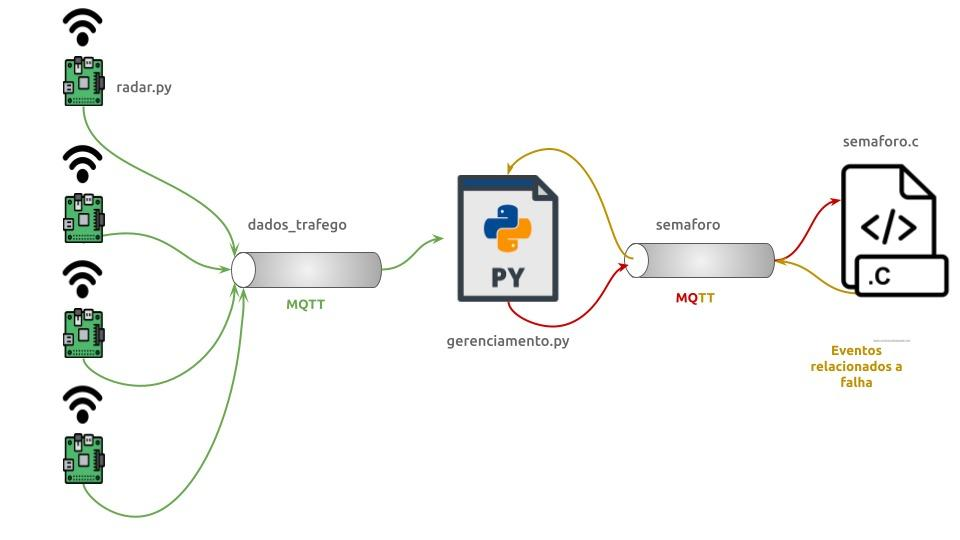 radar.py
semaforo.c
dados_trafego
semaforo
PY
.C
MQTT
MQTT
gerenciamento.py
Eventos
relacionados a
falha